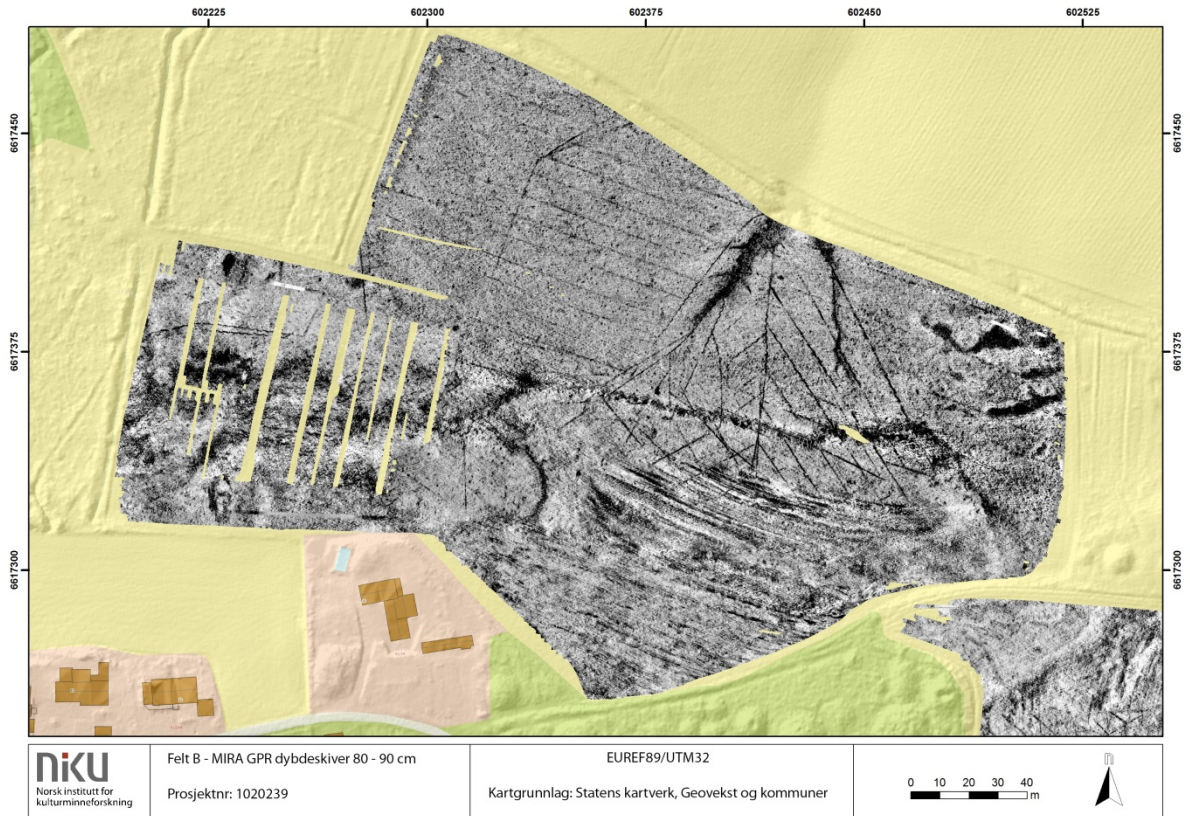 602225 602300 602375 602450 602525
6617450 6617450
6617375 6617375
6617300 6617300
niku
Norsk institutt for
kulturminneforskning
Felt B - MIRA GPR dybdeskiver 80 - 90 cm
Prosjektnr: 1020239
EUREF89/UTM32
Kartgrunnlag: Statens kartverk, Geovekst og kommuner
0 10 20 30 40
m
n